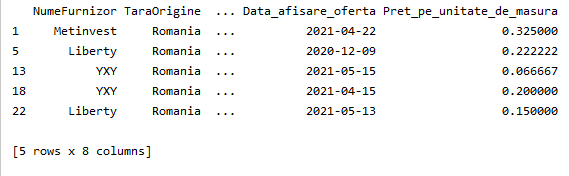 NumeFurnizor TaraOrigine ... Data_afisare_oferta Pret_pe_unitate_de_masura
1 Metinvest Romania ... 2021-04-22 0.325000
5 Liberty Romania ... 2020-12-09 0.222222
13 YXY Romania ... 2021-05-15 0.066667
18 YXY Romania ... 2021-04-15 0.200000
22 Liberty Romania ... 2021-05-13 0.150000
[5 rows x 8 columns]